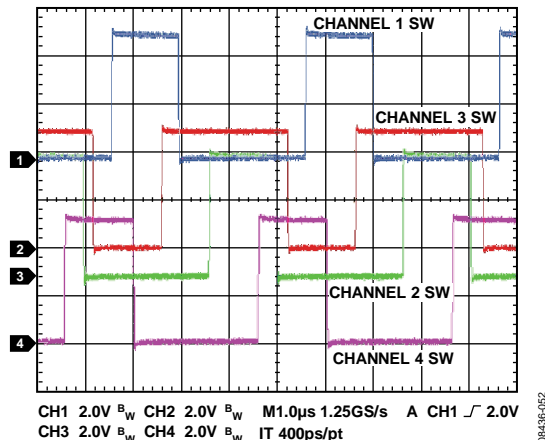 CHANNEL 1 SW
CHANNEL 3 SW
1
2
3
CHANNEL 2 SW
4
CHANNEL 4 SW
CH1 2.0V BW CH2 2.0V BW M1.0µs 1.25GS/s A CH1 2.0V
CH3 2.0V BW CH4 2.0V BW IT 400ps/pt
08436-052